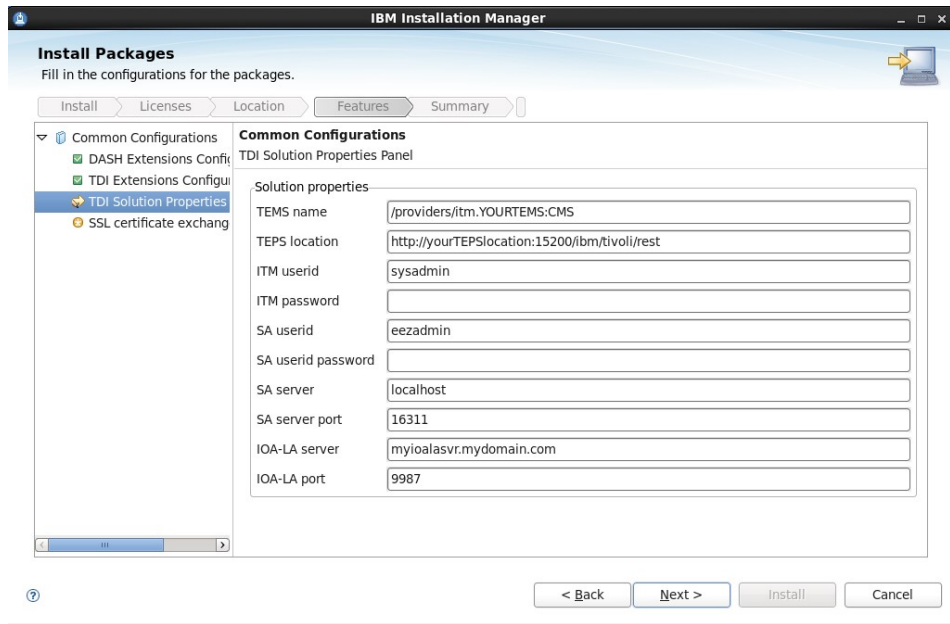 IBM Installation Manager
Install Packages
Fill in the configurations for the packages.
Install Licenses Location Features Summary
Common Configurations
DASH Extensions Config
TDI Extensions Configur
TDI Solution Properties
SSL certificate exchang
Common Configurations
TDI Solution Properties Panel
Solution properties
TEMS name /providers/itm.YOURTEMS:CMS
TEPS location http://yourTEPSlocation:15200/ibm/tivoli/rest
ITM userid sysadmin
ITM password
SA userid eezadmin
SA userid password
SA server localhost
SA server port 16311
IOA-LA server myioalasvr.mydomain.com
IOA-LA port 9987
? < Back Next > Install Cancel